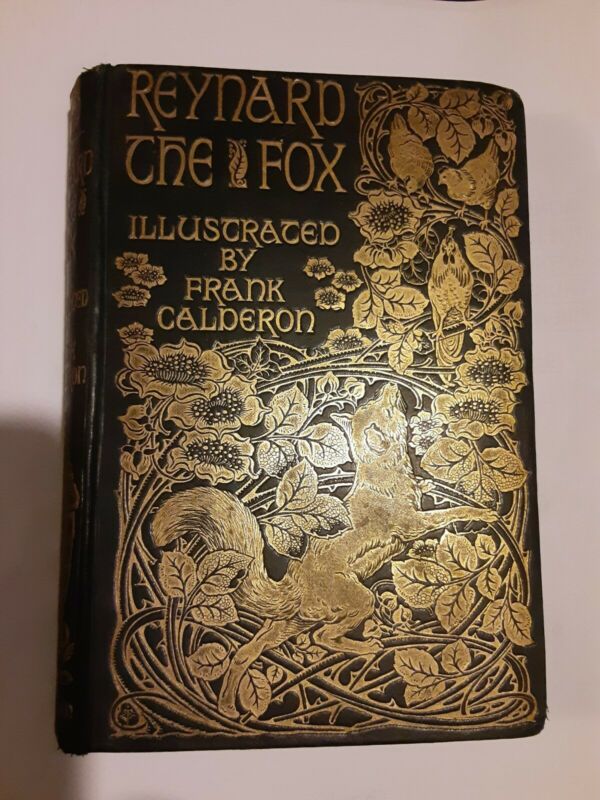 REYNARD
THE FOX
ILLUSTRATED
BY
FRANK
CALDERON